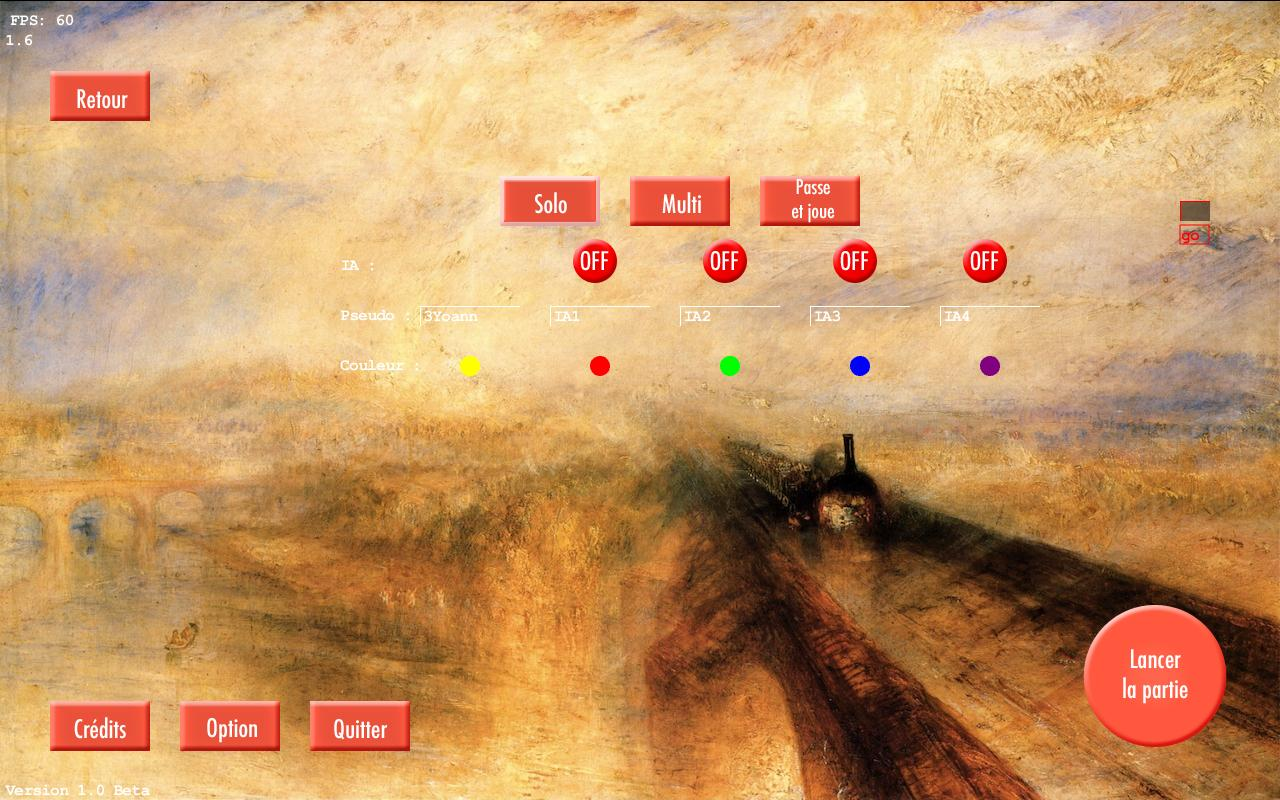 FPS: 60
1.6
Retour
Solo
Multi
Passe
et joue
go
IA :
OFF
OFF
OFF
OFF
Pseudo :
3Yoann
IA1
IA2
IA3
IA4
Couleur :
Lancer
la partie
Crédits
Option
Quitter
Version 1.0 Beta